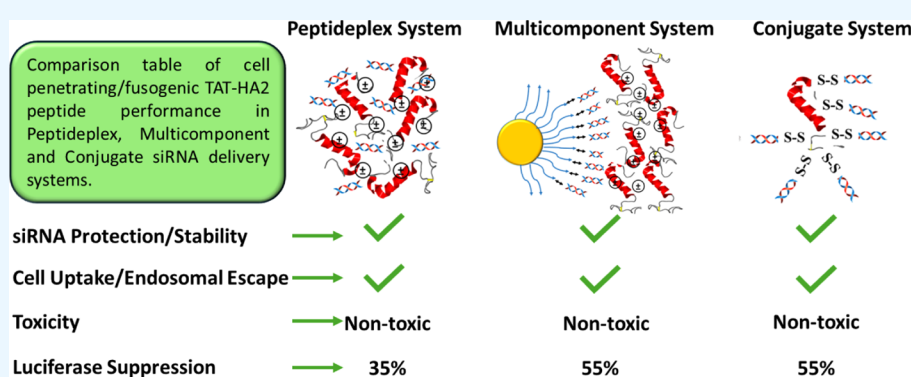 Peptideplex System Multicomponent System Conjugate System
Comparison table of cell
penetrating/fusogenic TAT-HA2
peptide performance in
Peptideplex, Multicomponent
and Conjugate siRNA delivery
systems.
±
±
±
±
±
±
±
±
±
±
±
±
±
±
S-S
S-S
S-S S-S
S-S
S-S
siRNA Protection/Stability
Cell Uptake/Endosomal Escape
Toxicity Non-toxic Non-toxic Non-toxic
Luciferase Suppression 35% 55% 55%